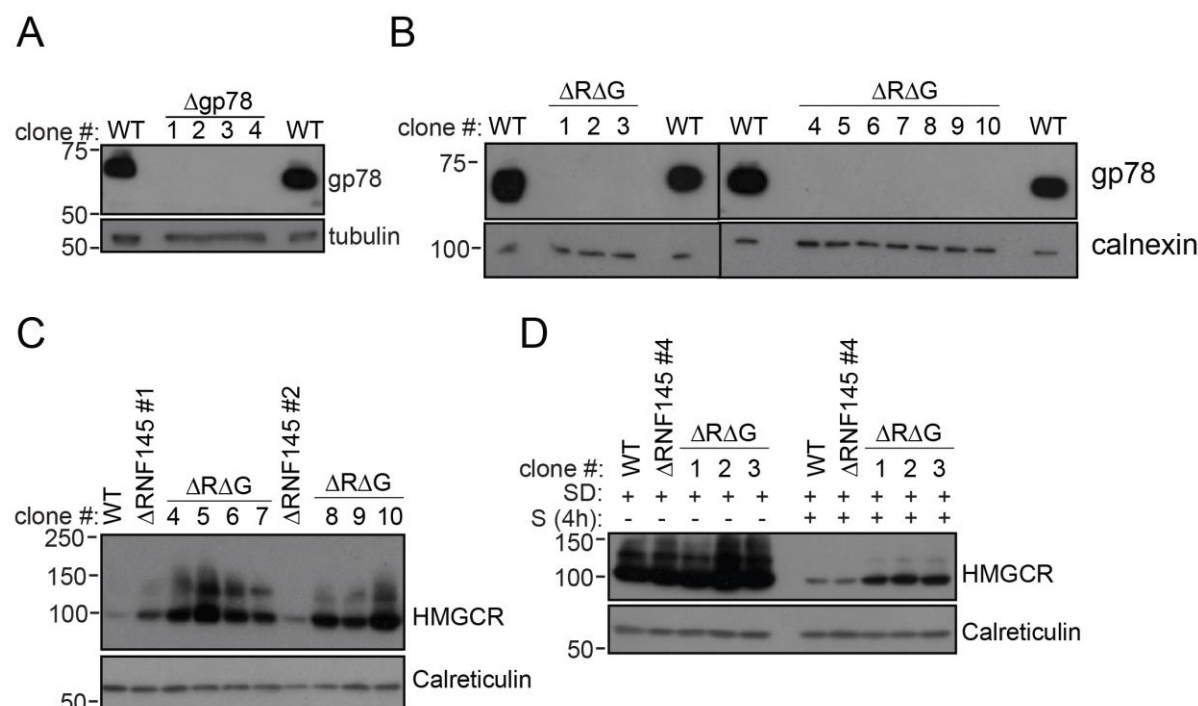 A
Δgp78
clone #: WT 1 2 3 4 WT
75
gp78
50
tubulin
50
B
ΔRΔG ΔRΔG
clone #: WT 1 2 3 WT WT 4 5 6 7 8 9 10 WT
75
gp78
100
calnexin
C
WT ΔRNF145 #1 ΔRΔG ΔRNF145 #2 ΔRΔG
clone #: 4 5 6 7 8 9 10
250
150
100
HMGCR
Calreticulin
50
D
WT ΔRNF145 #4 ΔRΔG WT ΔRNF145 #4 ΔRΔG
clone #: 1 2 3 1 2 3
SD: + + + + + + + + + +
S (4h): - - - - - + + + + +
150
100
HMGCR
Calreticulin
50